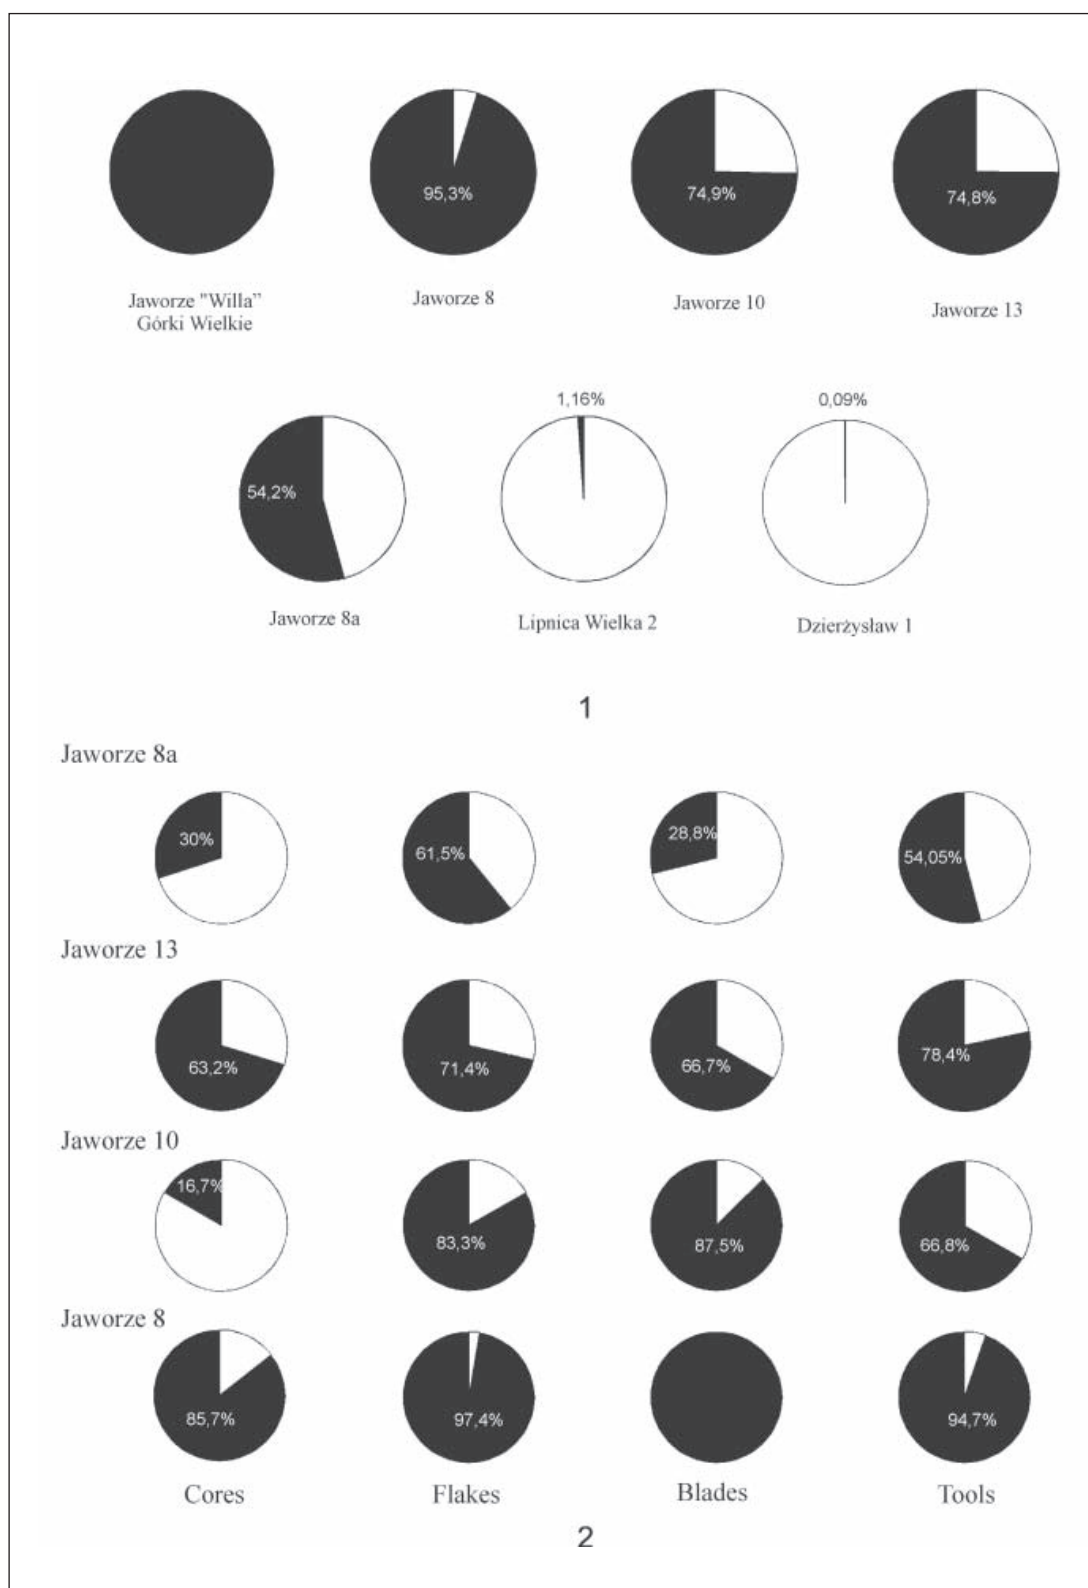 95,3%
74,9%
74,8%
Jaworze "Willa”
Górki Wielkie
Jaworze 8
Jaworze 10
Jaworze 13
1,16%
0,09%
54,2%
Jaworze 8a
Lipnica Wielka 2
Dzierżysław 1
1
Jaworze 8a
30%
61,5%
28,8%
54,05%
Jaworze 13
63,2%
71,4%
66,7%
78,4%
Jaworze 10
16,7%
83,3%
87,5%
66,8%
Jaworze 8
85,7%
97,4%
94,7%
Cores
Flakes
Blades
Tools
2